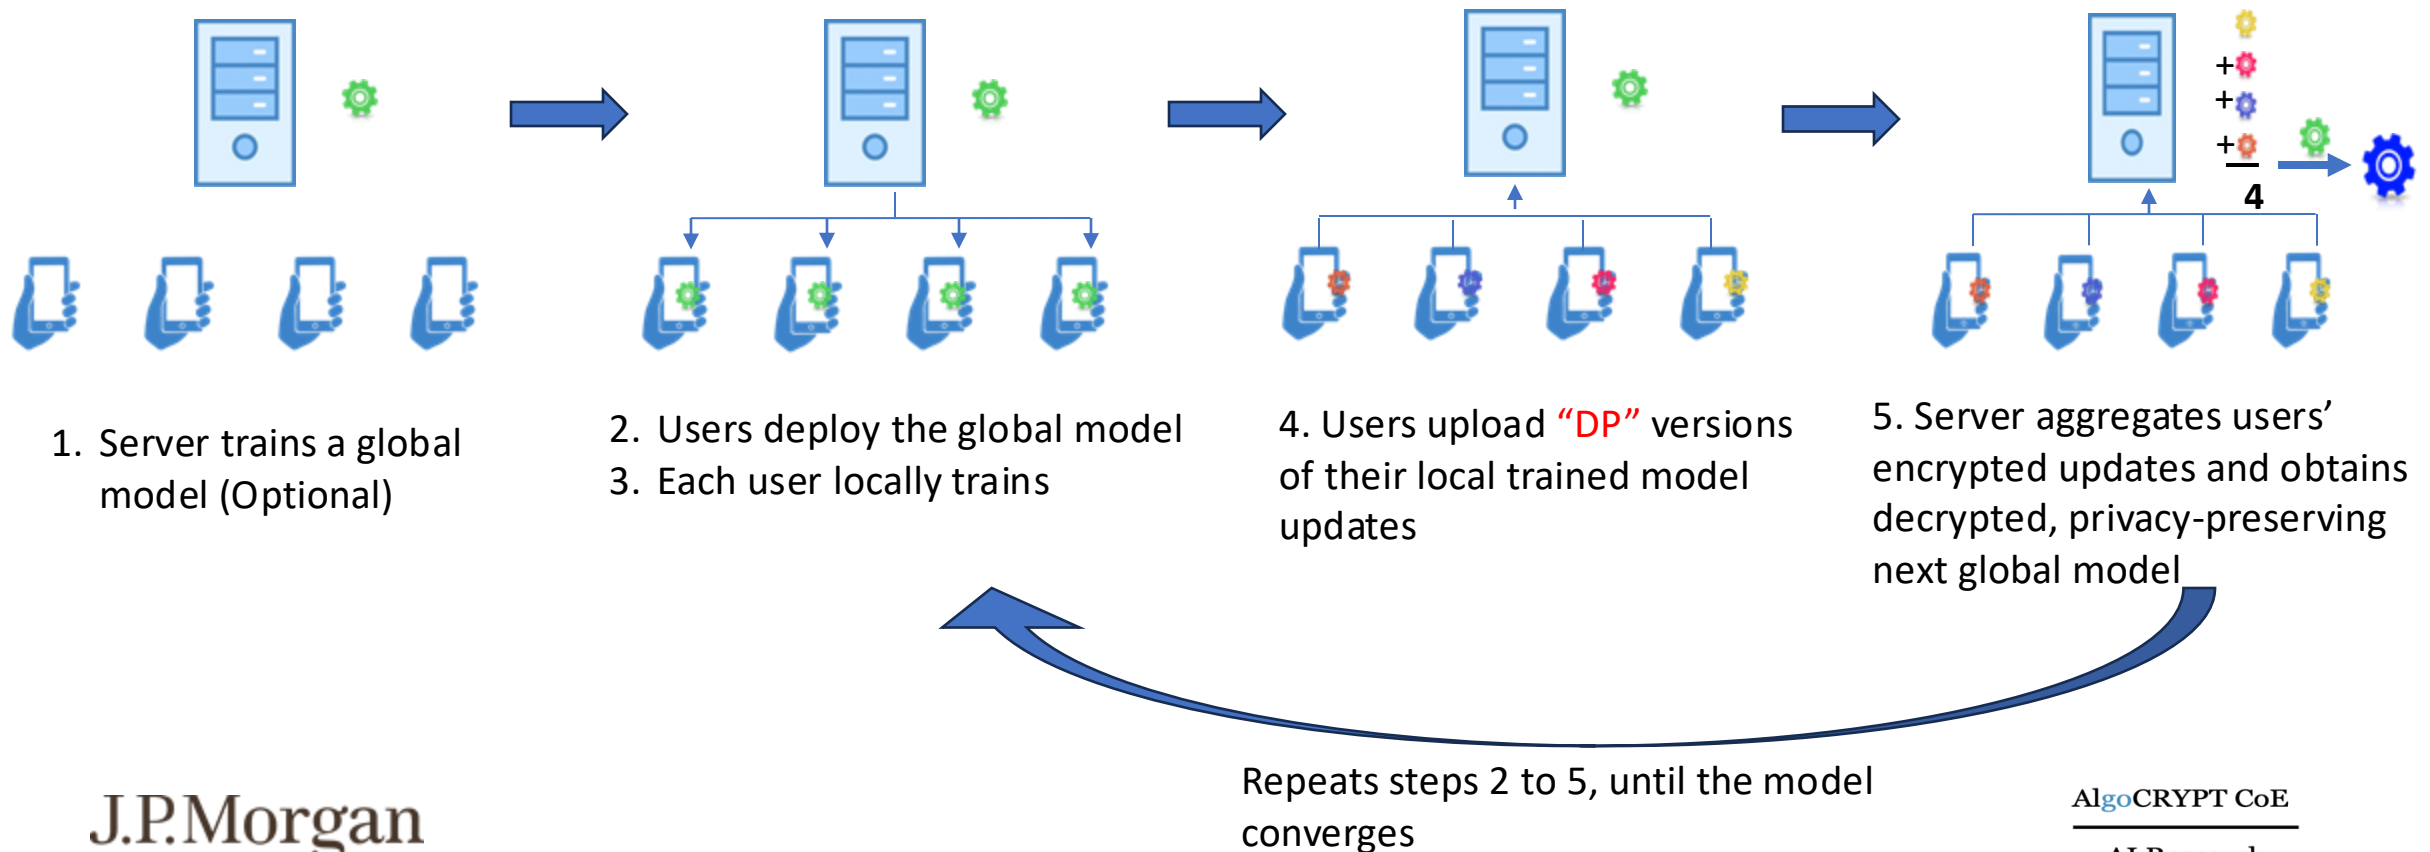 +
+
+
4
1. Server trains a global
model (Optional)
2. Users deploy the global model
3. Each user locally trains
4. Users upload “DP” versions
of their local trained model
updates
5. Server aggregates users’
encrypted updates and obtains
decrypted, privacy-preserving
next global model
Repeats steps 2 to 5, until the model
converges
J.P.Morgan
AlgoCRYPT CoE